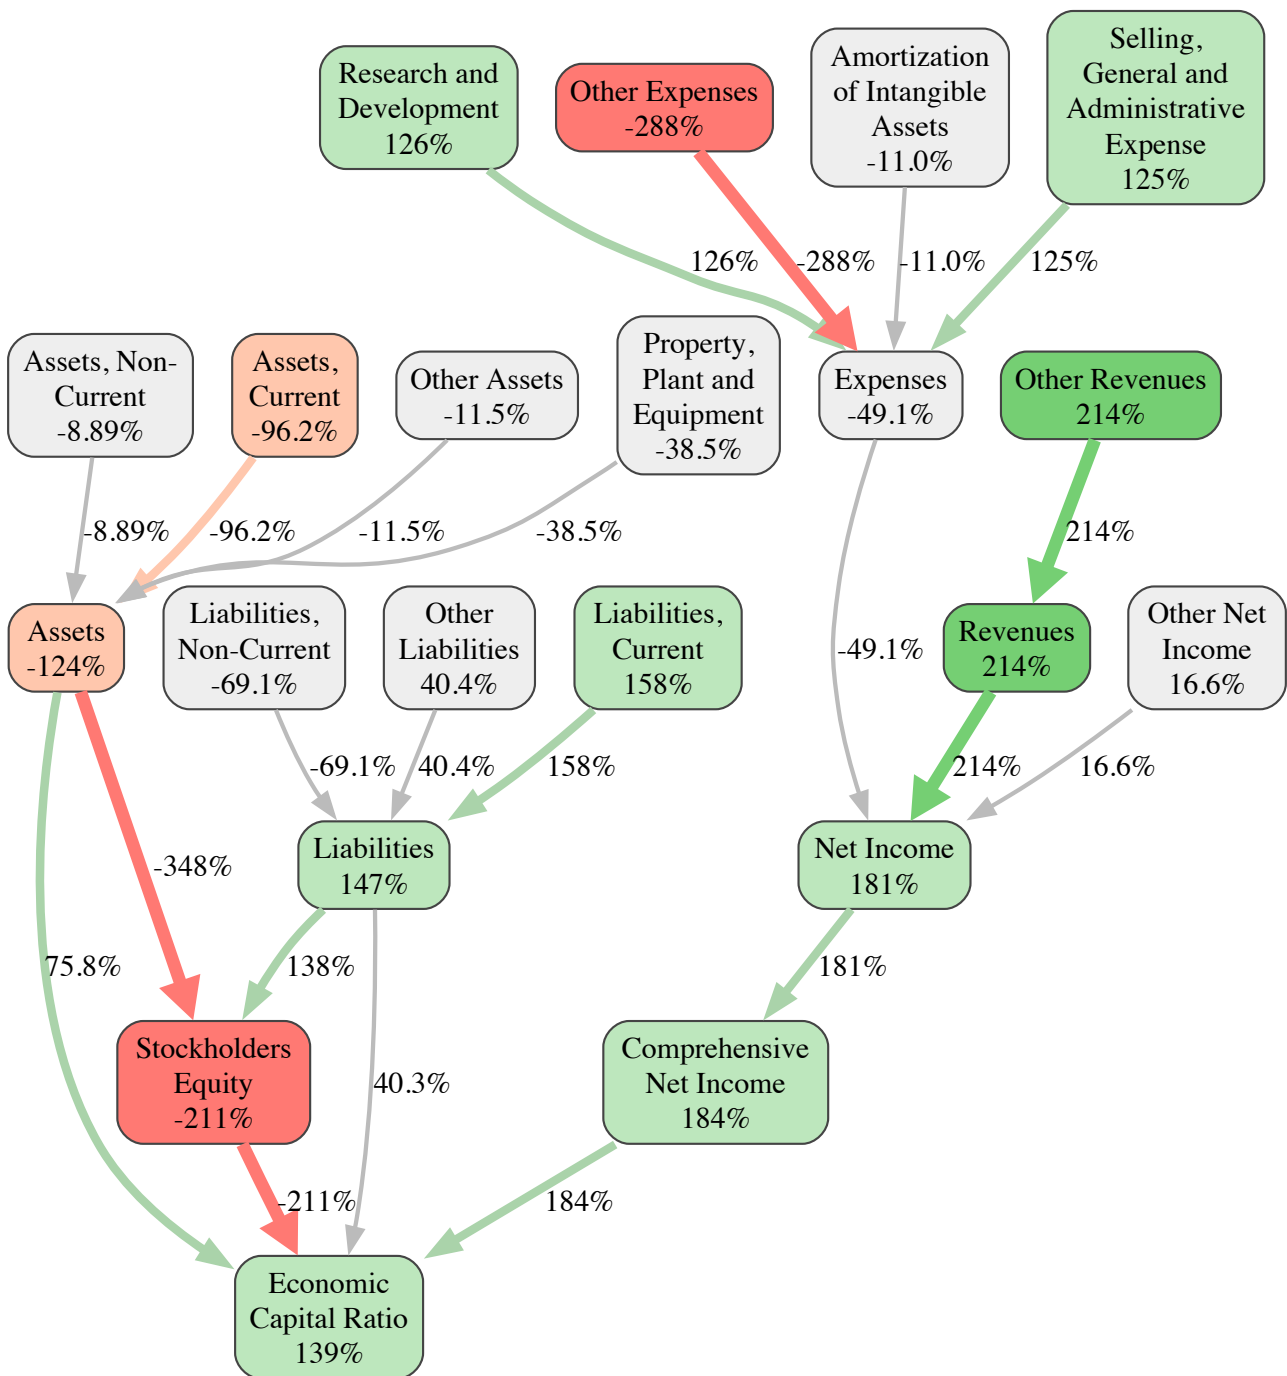 Research and
Development
126%
Other Expenses
-288%
Amortization
of Intangible
Assets
-11.0%
Selling,
General and
Administrative
Expense
125%
126%
-288%
-11.0%
125%
Assets, Non-
Current
-8.89%
Assets,
Current
-96.2%
Other Assets
-11.5%
Property,
Plant and
Equipment
-38.5%
Expenses
-49.1%
Other Revenues
214%
-8.89%
-96.2%
-11.5%
-38.5%
214%
Assets
-124%
Liabilities,
Non-Current
-69.1%
Other
Liabilities
40.4%
Liabilities,
Current
158%
-49.1%
Revenues
214%
Other Net
Income
16.6%
-69.1%
40.4%
158%
214%
16.6%
-348%
Liabilities
147%
Net Income
181%
75.8%
138%
181%
Stockholders
Equity
-211%
40.3%
Comprehensive
Net Income
184%
-211%
184%
Economic
Capital Ratio
139%